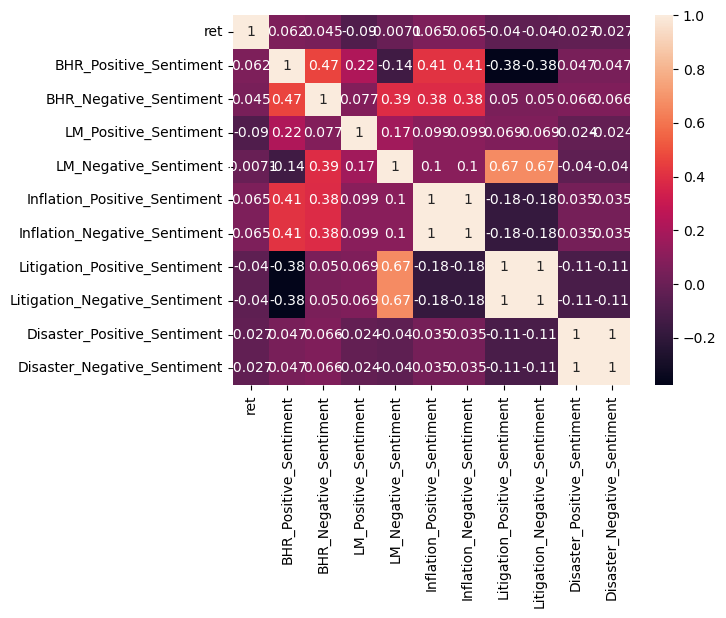 ret 1 0.062 0.045 -0.09 -0.0071 0.065 0.065 -0.04 -0.04 -0.027 -0.027
BHR_Positive_Sentiment 0.062 1 0.47 0.22 -0.14 0.41 0.41 -0.38 -0.38 0.047 0.047
BHR_Negative_Sentiment 0.045 0.47 1 0.077 0.39 0.38 0.38 0.05 0.05 0.066 0.066
LM_Positive_Sentiment -0.09 0.22 0.077 1 0.17 0.099 0.099 0.069 0.069 -0.024 -0.024
LM_Negative_Sentiment -0.0071 -0.14 0.39 0.17 1 0.1 0.1 0.67 0.67 -0.04 -0.04
Inflation_Positive_Sentiment 0.065 0.41 0.38 0.099 0.1 1 1 -0.18 -0.18 0.035 0.035
Inflation_Negative_Sentiment 0.065 0.41 0.38 0.099 0.1 1 1 -0.18 -0.18 0.035 0.035
Litigation_Positive_Sentiment -0.04 -0.38 0.05 0.069 0.67 -0.18 -0.18 1 1 -0.11 -0.11
Litigation_Negative_Sentiment -0.04 -0.38 0.05 0.069 0.67 -0.18 -0.18 1 1 -0.11 -0.11
Disaster_Positive_Sentiment -0.027 0.047 0.066 -0.024 -0.04 0.035 0.035 -0.11 -0.11 1 1
Disaster_Negative_Sentiment -0.027 0.047 0.066 -0.024 -0.04 0.035 0.035 -0.11 -0.11 1 1
ret
BHR_Positive_Sentiment
BHR_Negative_Sentiment
LM_Positive_Sentiment
LM_Negative_Sentiment
Inflation_Positive_Sentiment
Inflation_Negative_Sentiment
Litigation_Positive_Sentiment
Litigation_Negative_Sentiment
Disaster_Positive_Sentiment
Disaster_Negative_Sentiment
1.0
0.8
0.6
0.4
0.2
0.0
−0.2